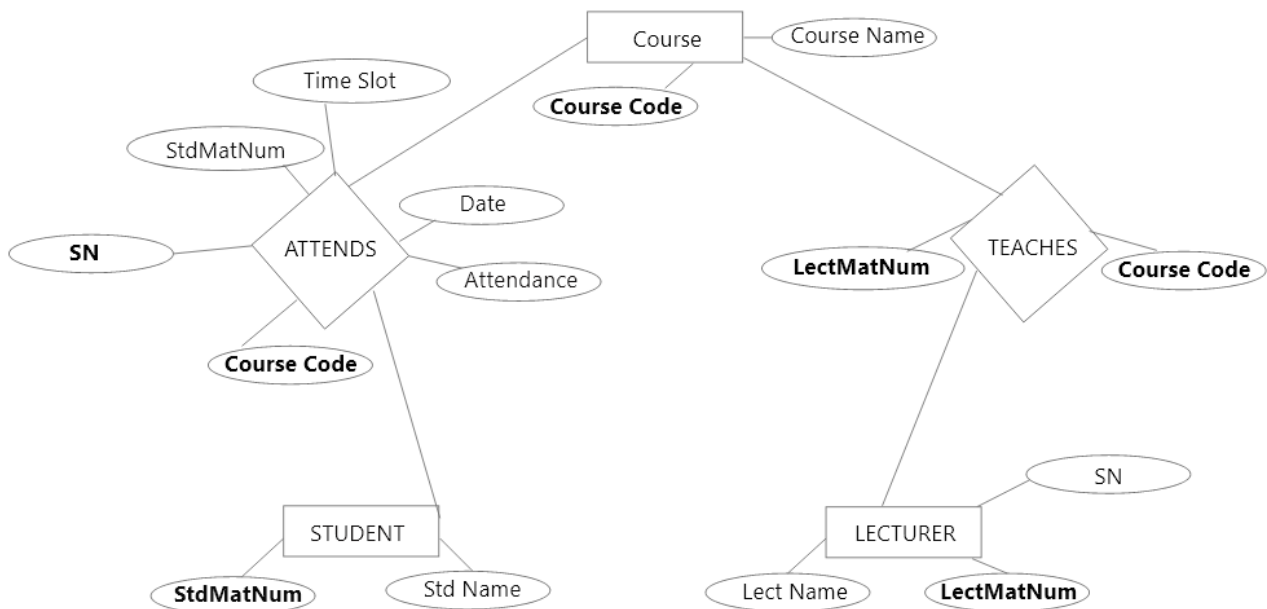 Course
Course Name
Time Slot
Course Code
StdMatNum
Date
SN
ATTENDS
TEACHES
LectMatNum
Course Code
Attendance
Course Code
SN
STUDENT
LECTURER
StdMatNum
Std Name
Lect Name
LectMatNum